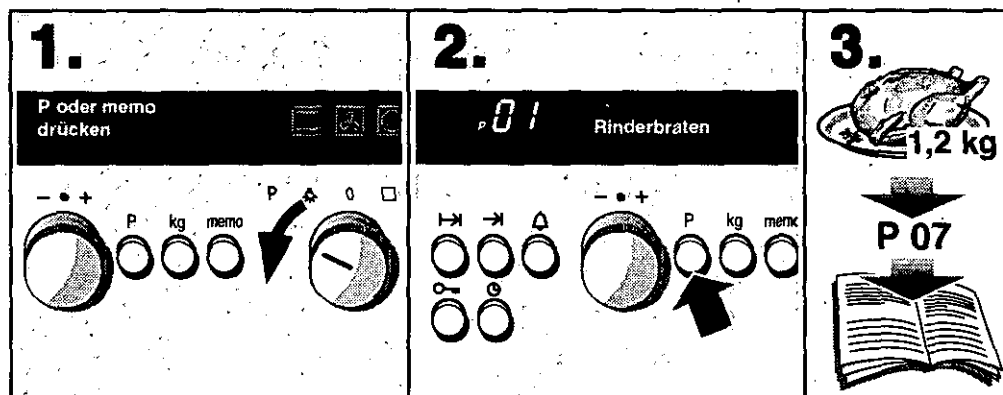 1.
P oder memo
drücken
– • +
P
kg
memo
P
0
2.
P 01
Rinderbraten
– • +
P
kg
memo
3.
1,2 kg
P 07